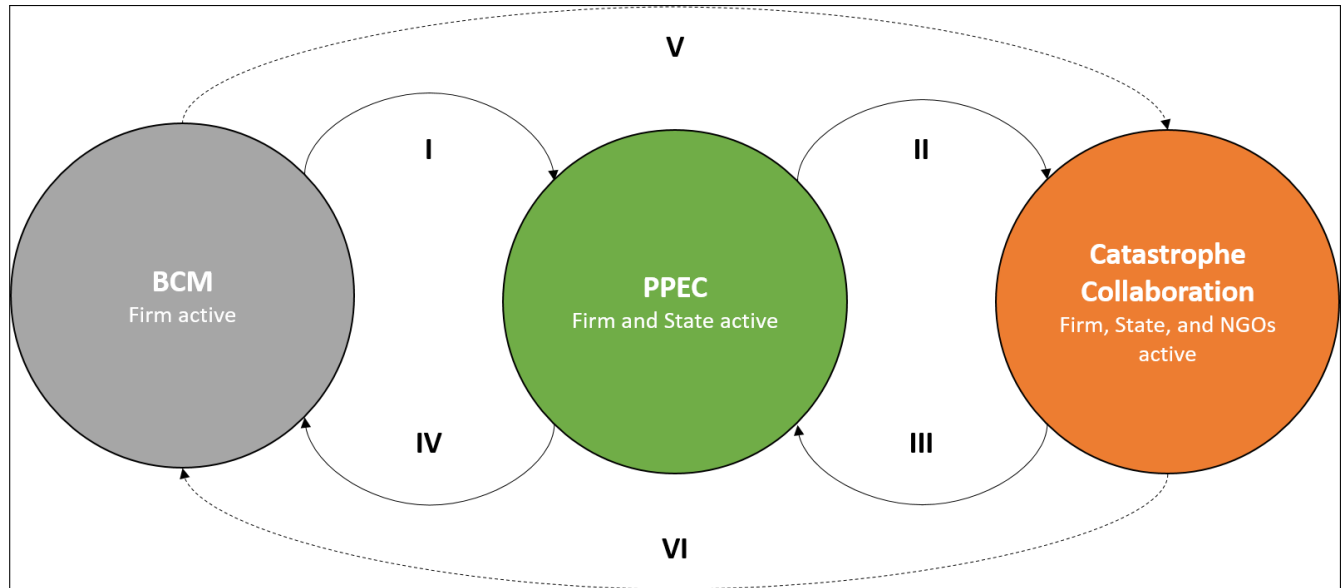 V
I
II
BCM
Firm active
PPEC
Firm and State active
Catastrophe
Collaboration
Firm, State, and NGOs
active
IV
III
VI